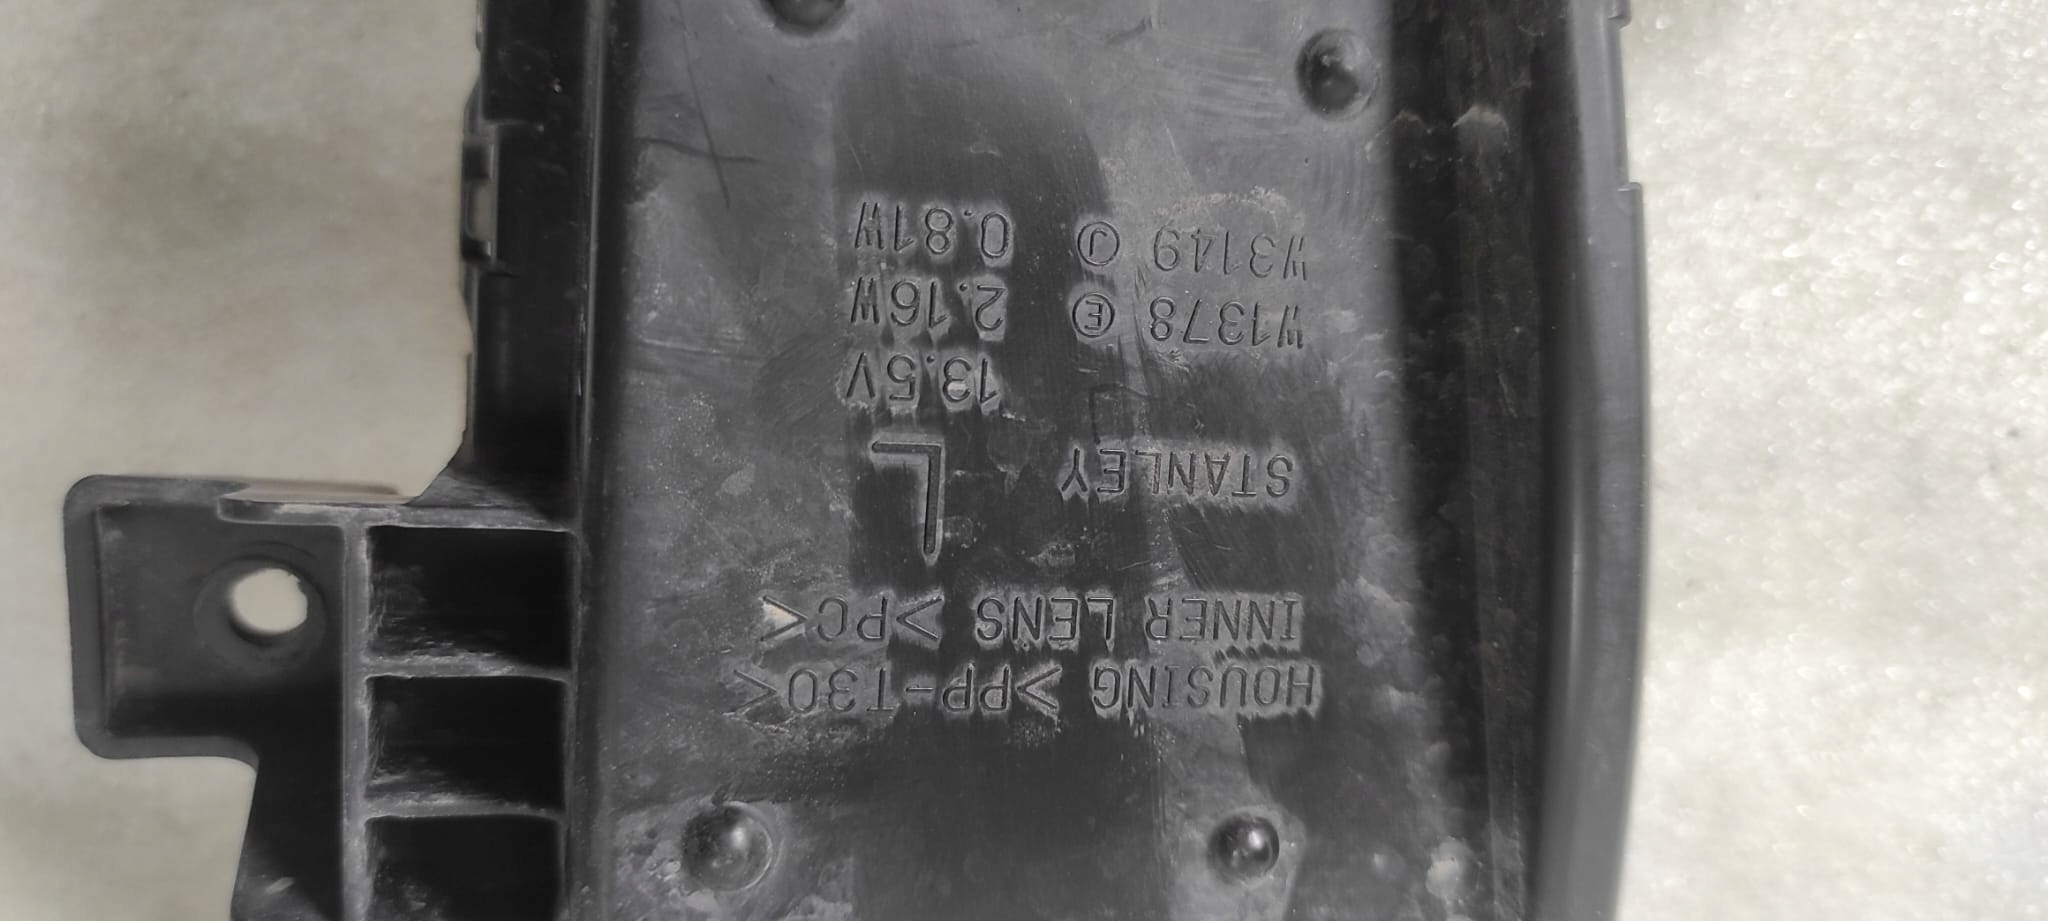 HOUSING >PP-T30<
INNER LENS >PC<
STANLEY L
13.5V
W1378 Ⓔ 2.16W
W3149 Ⓙ 0.81W